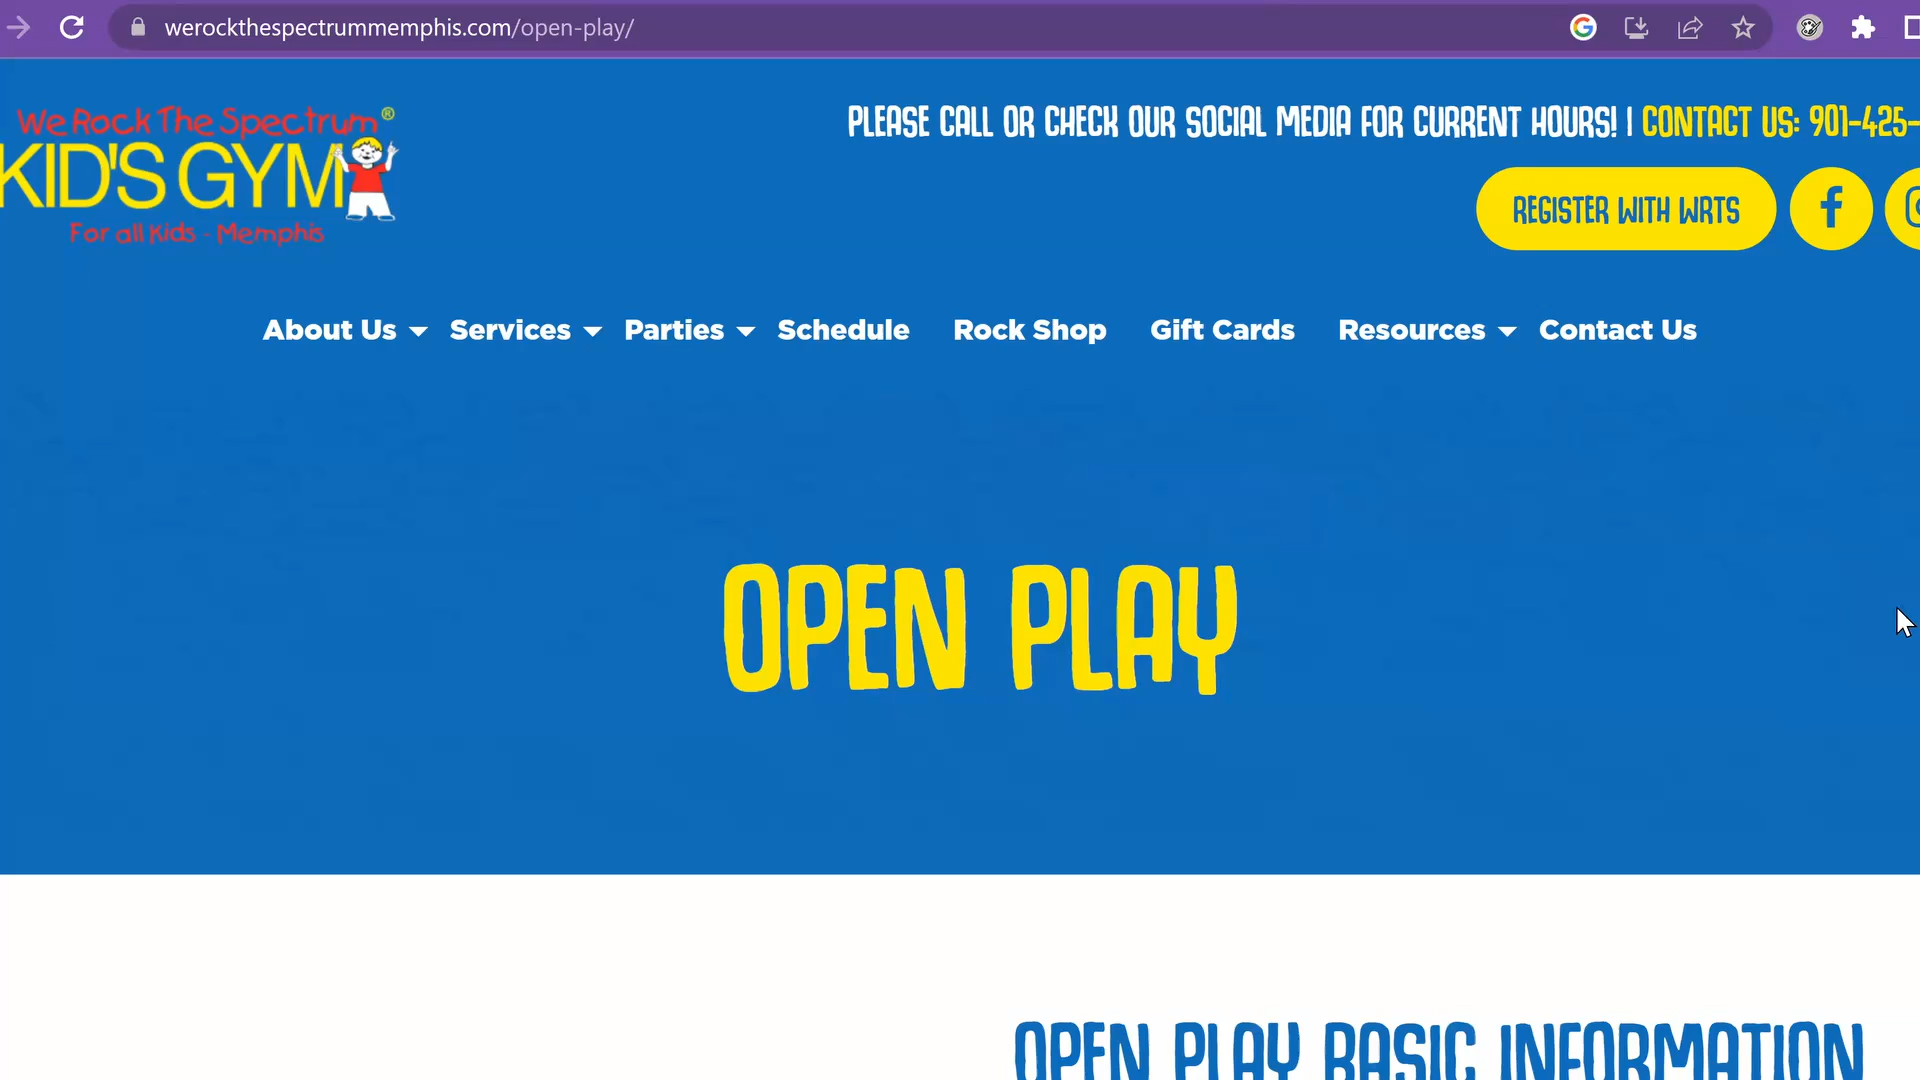 werockthespectrummemphis.com/open-play/
We Rock The Spectrum®
KID'S GYM
For all Kids - Memphis
PLEASE CALL OR CHECK OUR SOCIAL MEDIA FOR CURRENT HOURS! | CONTACT US: 901-425-
REGISTER WITH WRTS
About Us Services Parties Schedule Rock Shop Gift Cards Resources Contact Us
OPEN PLAY
OPEN PLAY BASIC INFORMATION